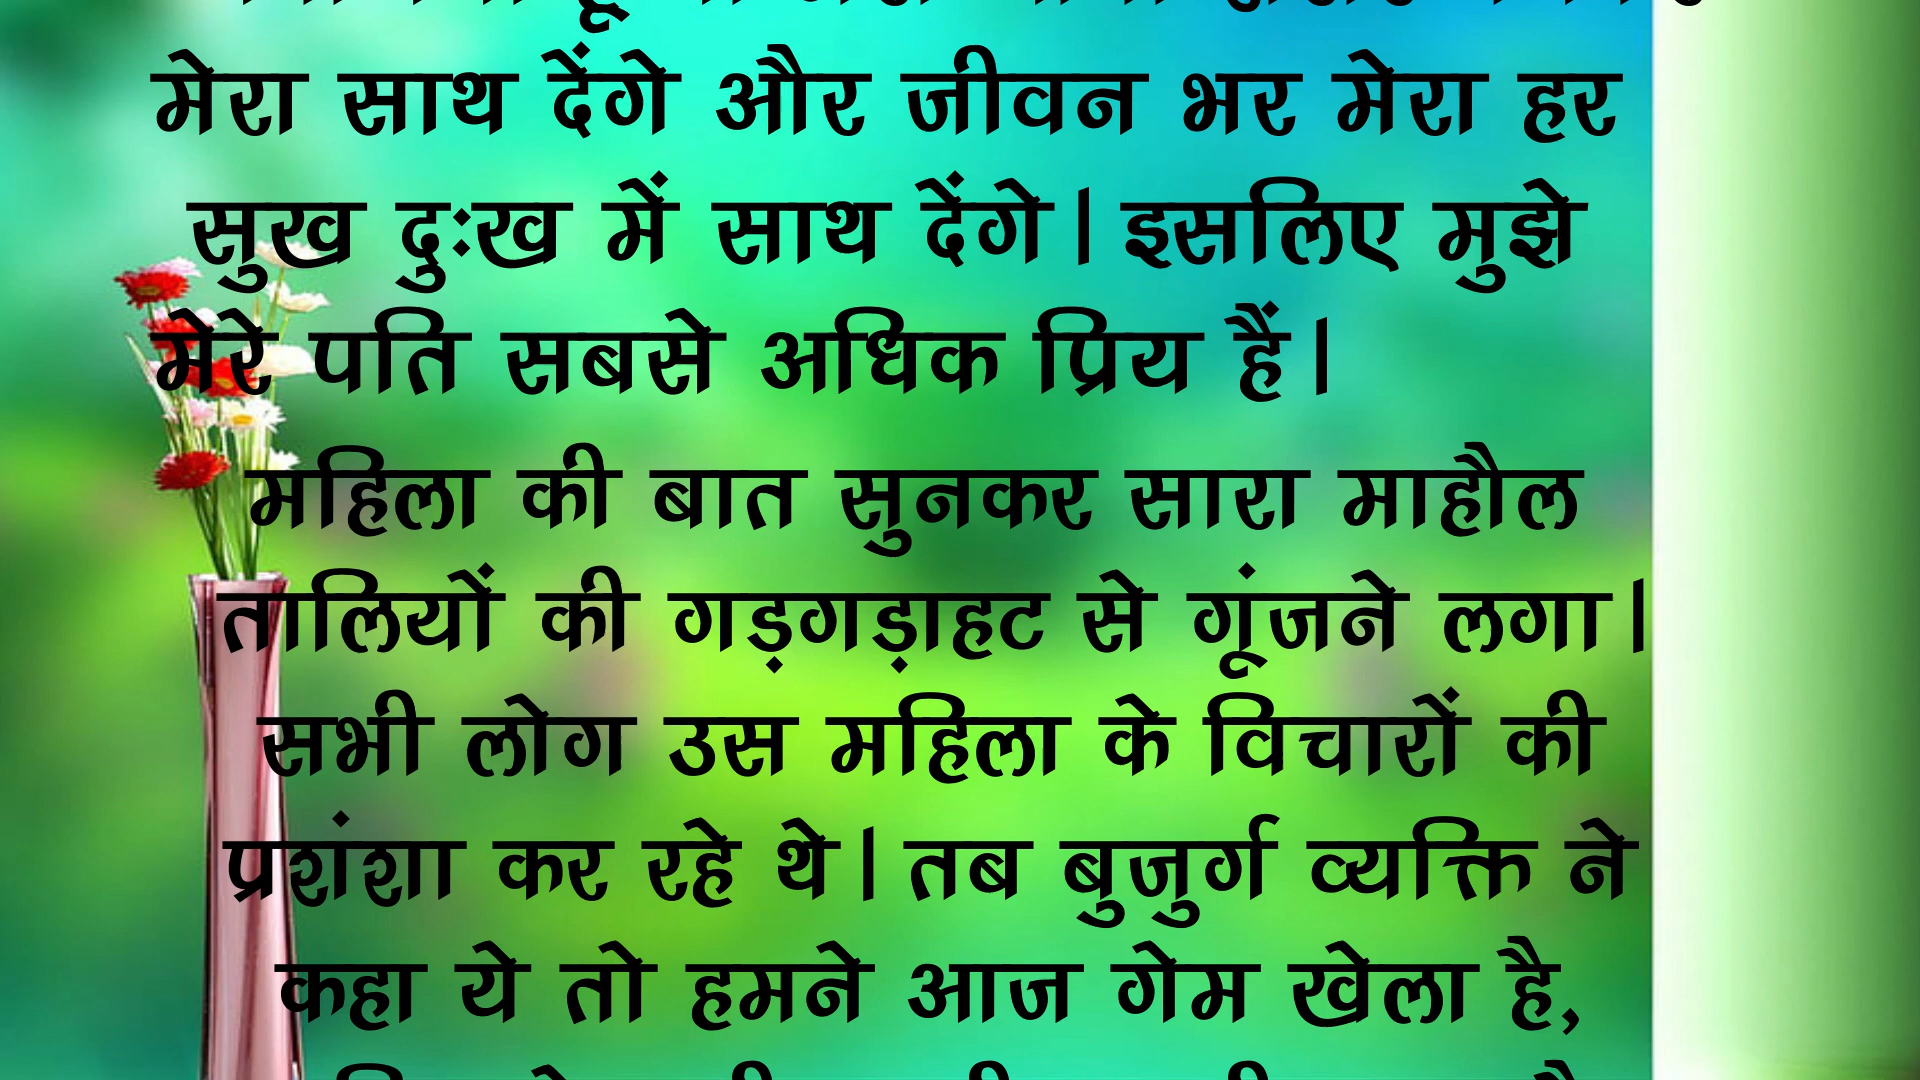 मेरा साथ देंगे और जीवन भर मेरा हर
सुख दुःख में साथ देंगे। इसलिए मुझे
मेरे पति सबसे अधिक प्रिय हैं।
महिला की बात सुनकर सारा माहौल
तालियों की गड़गड़ाहट से गूंजने लगा।
सभी लोग उस महिला के विचारों की
प्रशंशा कर रहे थे। तब बुजुर्ग व्यक्ति ने
कहा ये तो हमने आज गेम खेला है,